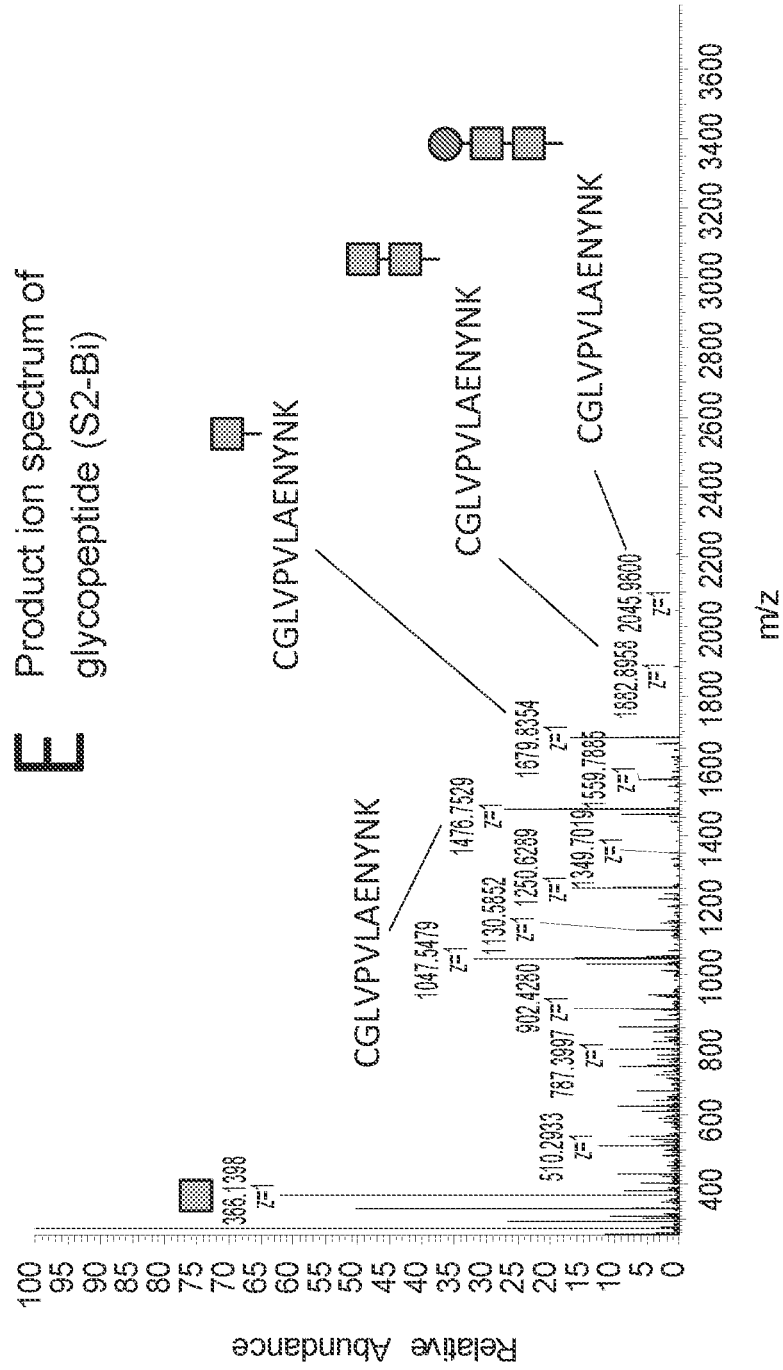 E Product ion spectrum of
glycopeptide (S2-Bi)
Relative Abundance
100
95
90
85
80
75
70
65
60
55
50
45
40
35
30
25
20
15
10
5
0
366.1398
z=1
510.2933
z=1
787.3997
z=1
902.4280
z=1
1047.5479
z=1
1130.5852
z=1
1250.6289
z=1
1349.7019
z=1
CGLVPVLAENYNK
1476.7529
z=1
1559.7885
z=1
CGLVPVLAENYNK
1679.8354
z=1
CGLVPVLAENYNK
1882.8958
z=1
CGLVPVLAENYNK
2045.9600
z=1
400 600 800 1000 1200 1400 1600 1800 2000 2200 2400 2600 2800 3000 3200 3400 3600
m/z